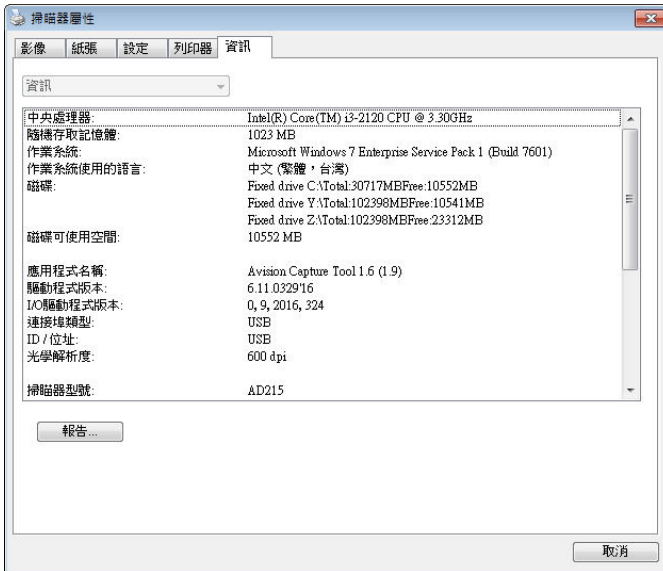 掃瞄器屬性
影像 紙張 設定 列印器 資訊
資訊
中央處理器: Intel(R) Core(TM) i3-2120 CPU @ 3.30GHz
隨機存取記憶體: 1023 MB
作業系統: Microsoft Windows 7 Enterprise Service Pack 1 (Build 7601)
作業系統使用的語言: 中文 (繁體，台灣)
磁碟: Fixed drive C:\Total:30717MBFree:10552MB
Fixed drive Y:\Total:102398MBFree:10541MB
Fixed drive Z:\Total:102398MBFree:23312MB
磁碟可使用空間: 10552 MB
應用程式名稱: Avision Capture Tool 1.6 (1.9)
驅動程式版本: 6.11.0329'16
I/O驅動程式版本: 0, 9, 2016, 324
連接埠類型: USB
ID / 位址: USB
光學解析度: 600 dpi
掃瞄器型號: AD215
報告...
取消